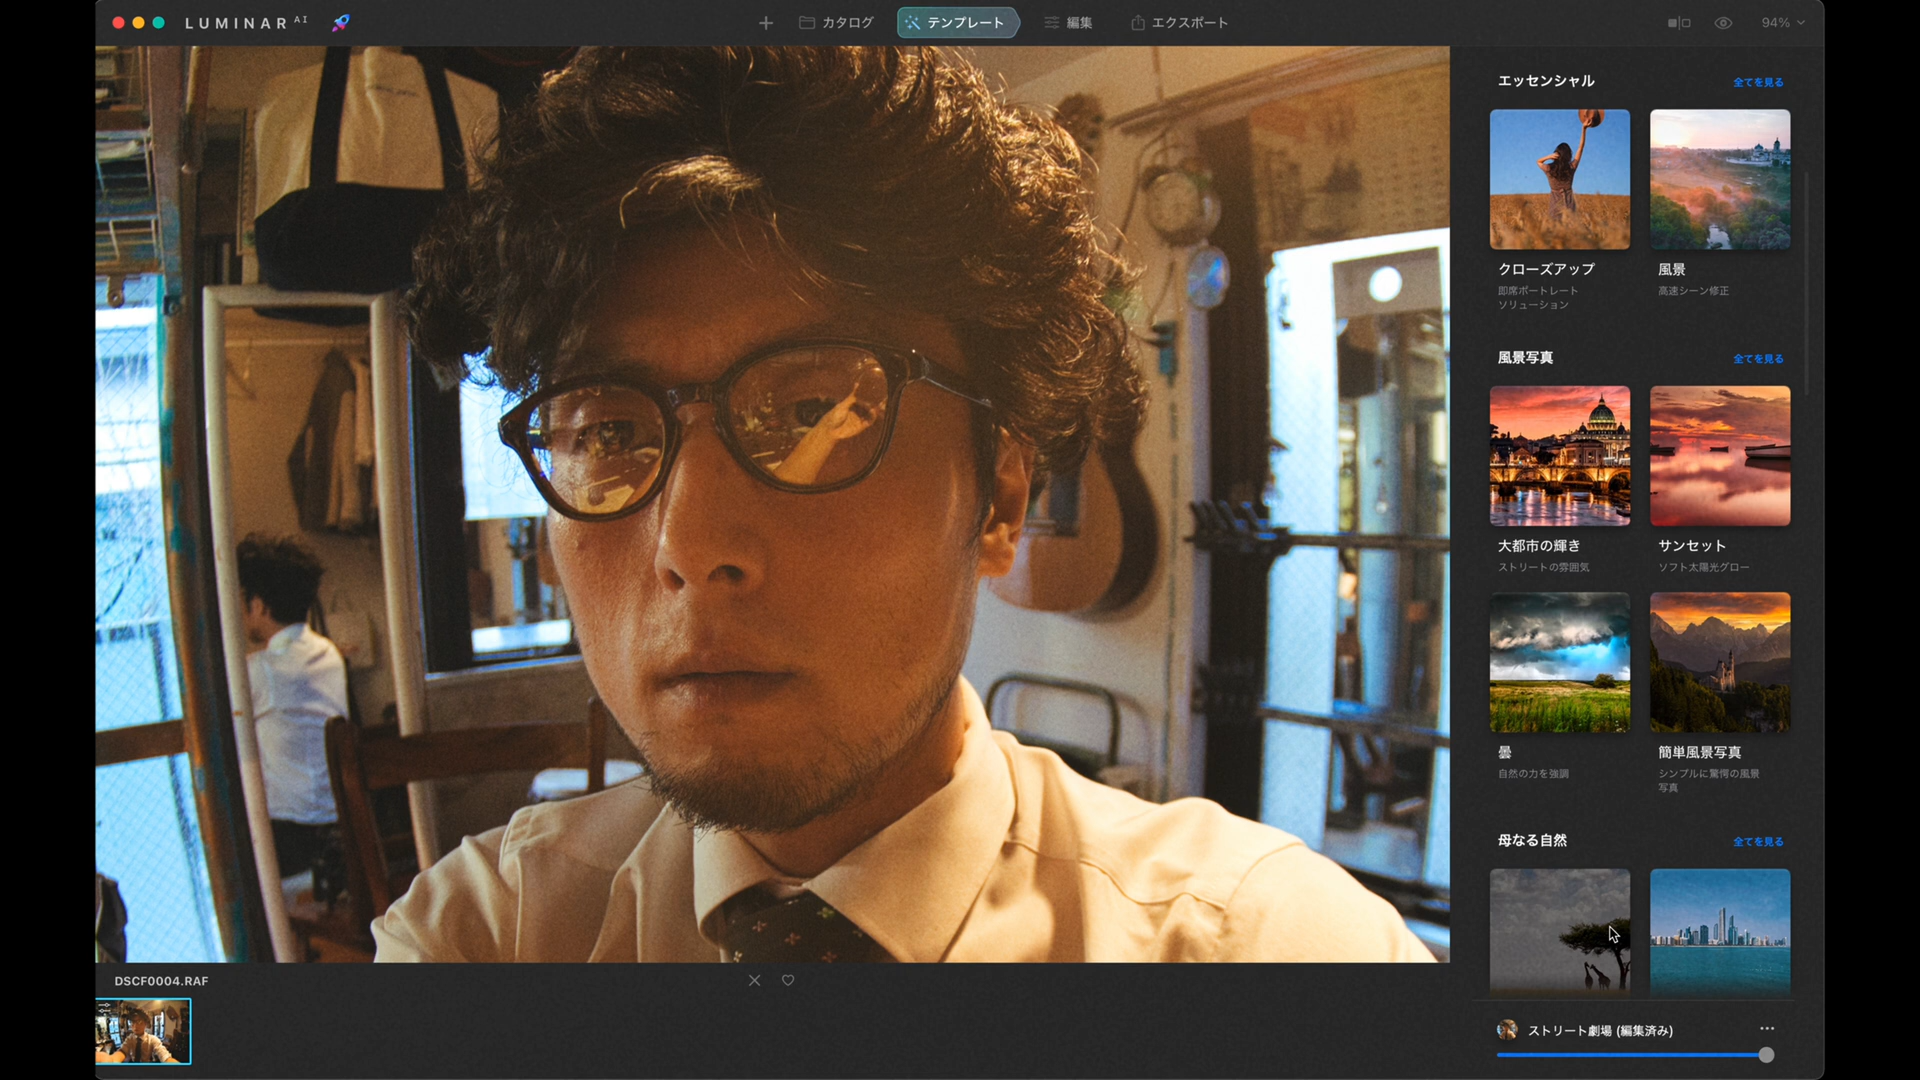 LUMINAR AI
カタログ
テンプレート
編集
エクスポート
94%
エッセンシャル
全てを見る
クローズアップ
即席ポートレート
ソリューション
風景
高速シーン修正
風景写真
全てを見る
大都市の輝き
ストリートの雰囲気
サンセット
ソフト太陽光グロー
曇
自然の力を強調
簡単風景写真
シンプルに驚愕の風景
写真
母なる自然
全てを見る
DSCF0004.RAF
ストリート劇場 (編集済み)